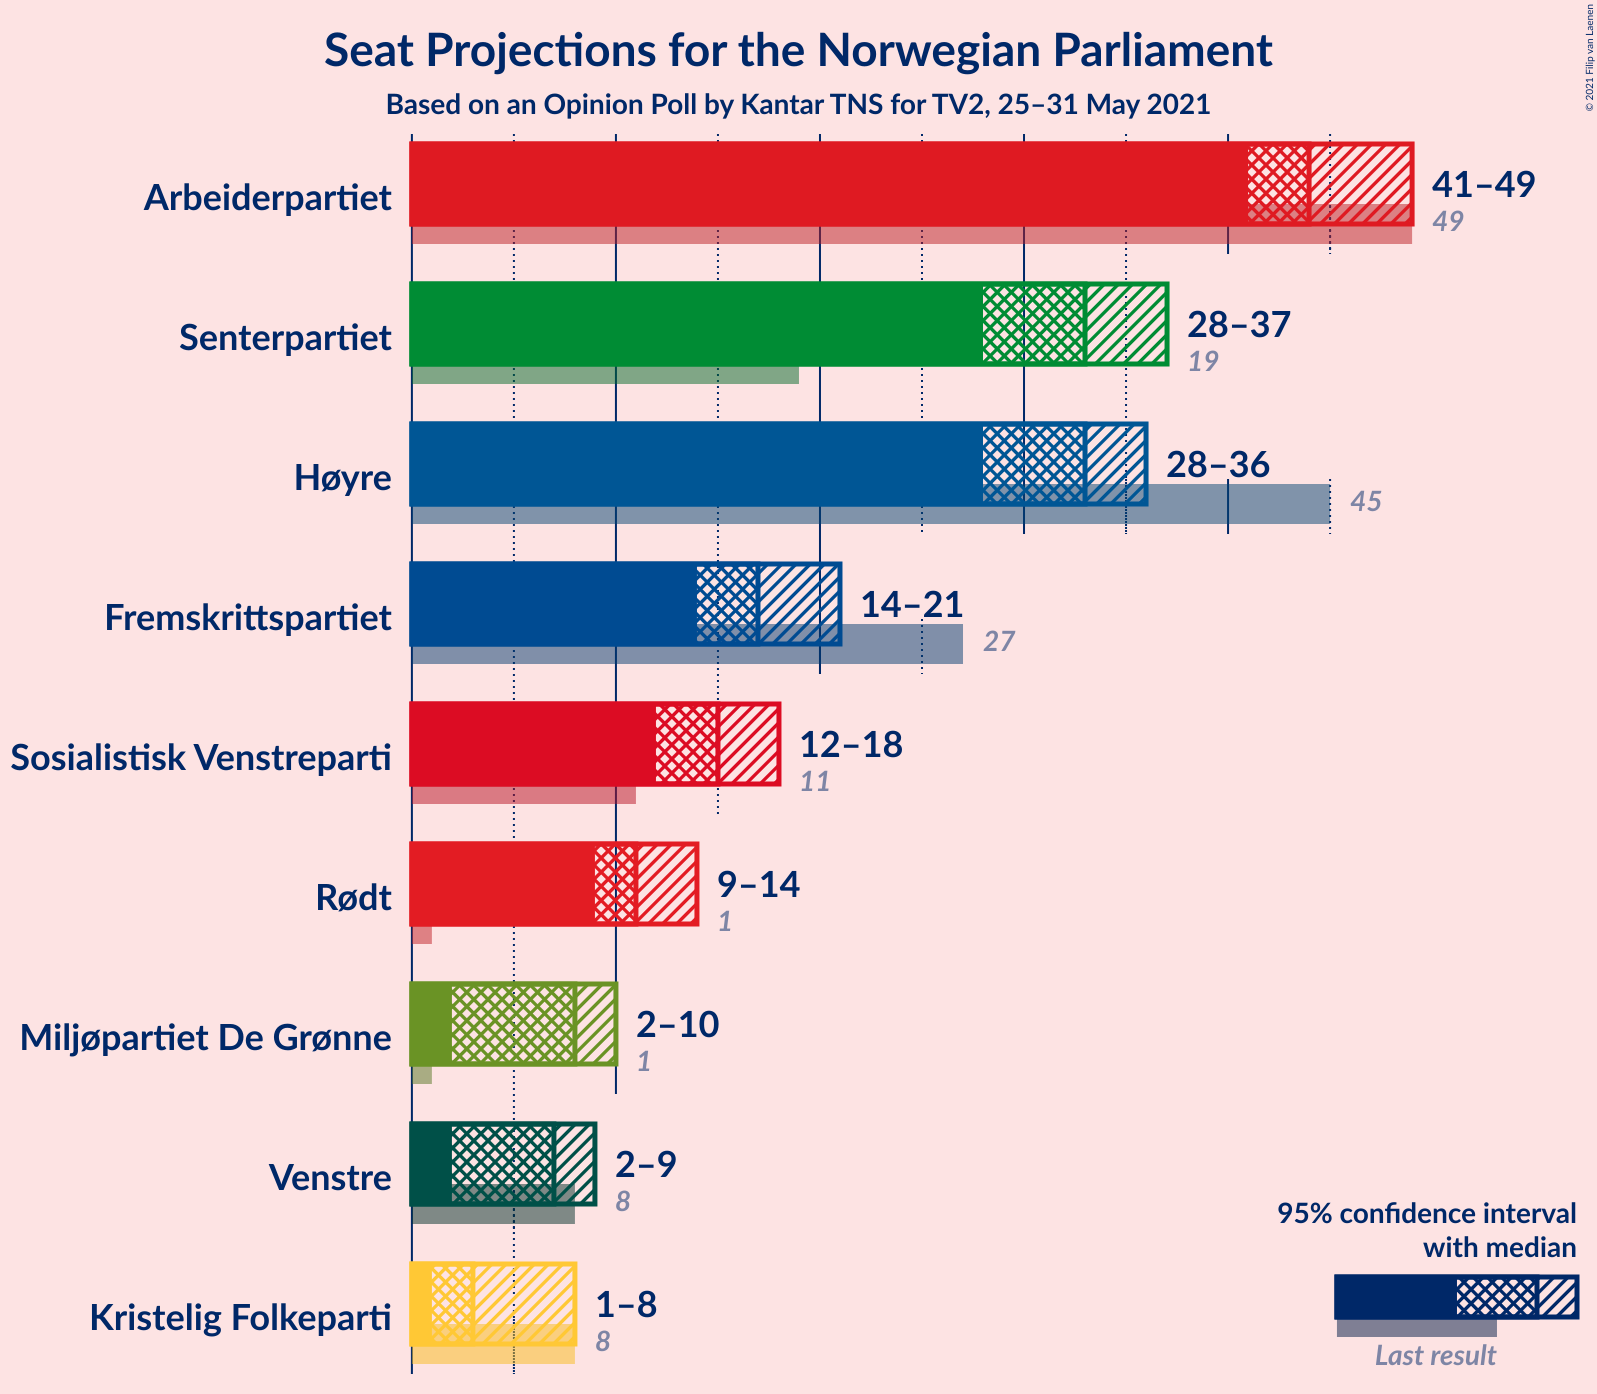 Seat Projections for the Norwegian Parliament
Based on an Opinion Poll by Kantar TNS for TV2, 25–31 May 2021
© 2021 Filip van Laenen
Arbeiderpartiet
41–49
49
Senterpartiet
28–37
19
Høyre
28–36
45
Fremskrittspartiet
14–21
27
Sosialistisk Venstreparti
12–18
11
Rødt
9–14
1
Miljøpartiet De Grønne
2–10
1
Venstre
2–9
8
Kristelig Folkeparti
1–8
8
95% confidence interval
with median
Last result